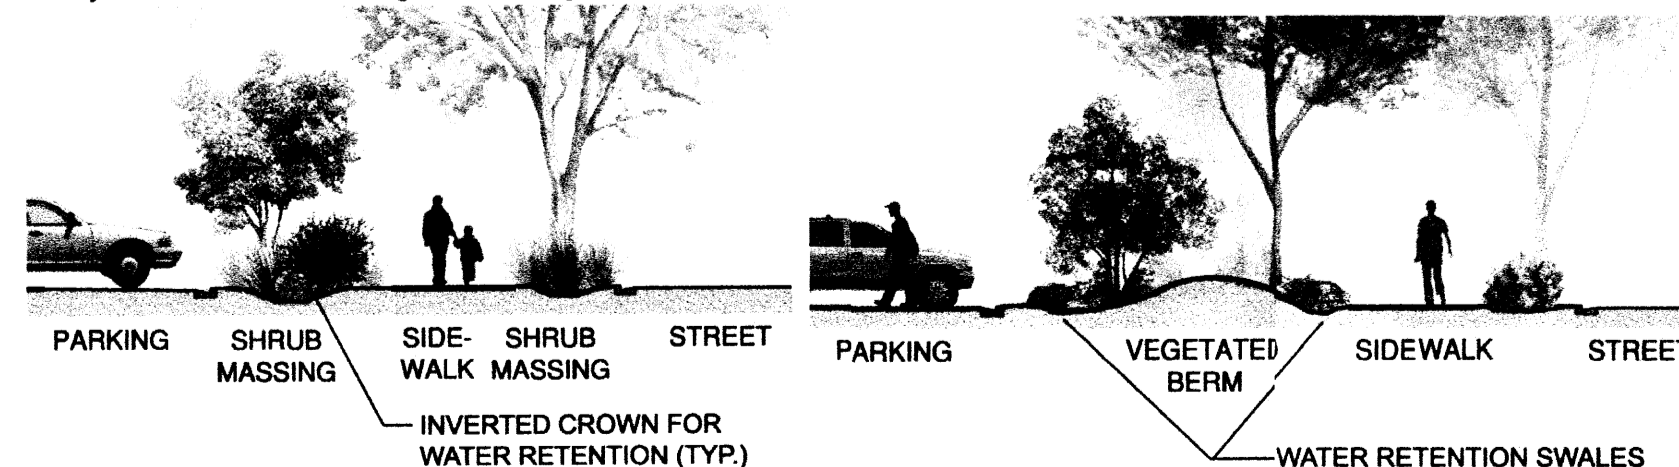 PARKING
SHRUB
MASSING
SIDE-
WALK
SHRUB
MASSING
STREET
INVERTED CROWN FOR
WATER RETENTION (TYP.)
PARKING
VEGETATED
BERM
SIDEWALK
STREET
WATER RETENTION SWALES